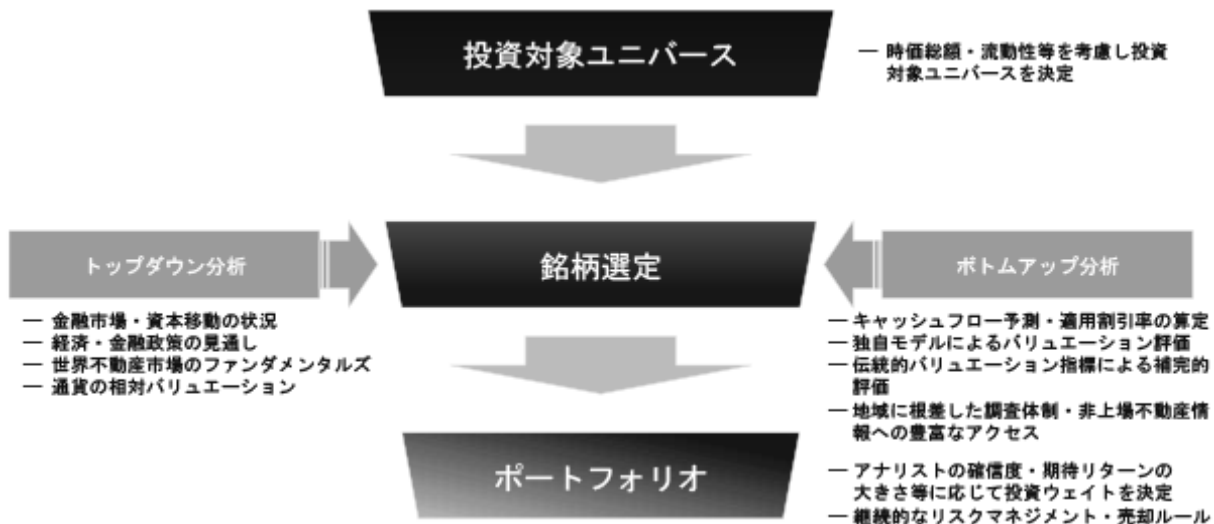 投資対象ユニバース
― 時価総額・流動性等を考慮し投資
対象ユニバースを決定
トップダウン分析
銘柄選定
ボトムアップ分析
― 金融市場・資本移動の状況
― 経済・金融政策の見通し
― 世界不動産市場のファンダメンタルズ
― 通貨の相対バリュエーション
― キャッシュフロー予測・適用割引率の算定
― 独自モデルによるバリュエーション評価
― 伝統的バリュエーション指標による補完的
評価
― 地域に根差した調査体制・非上場不動産情
報への豊富なアクセス
ポートフォリオ
― アナリストの確信度・期待リターンの
大きさ等に応じて投資ウェイトを決定
― 継続的なリスクマネジメント・売却ルール